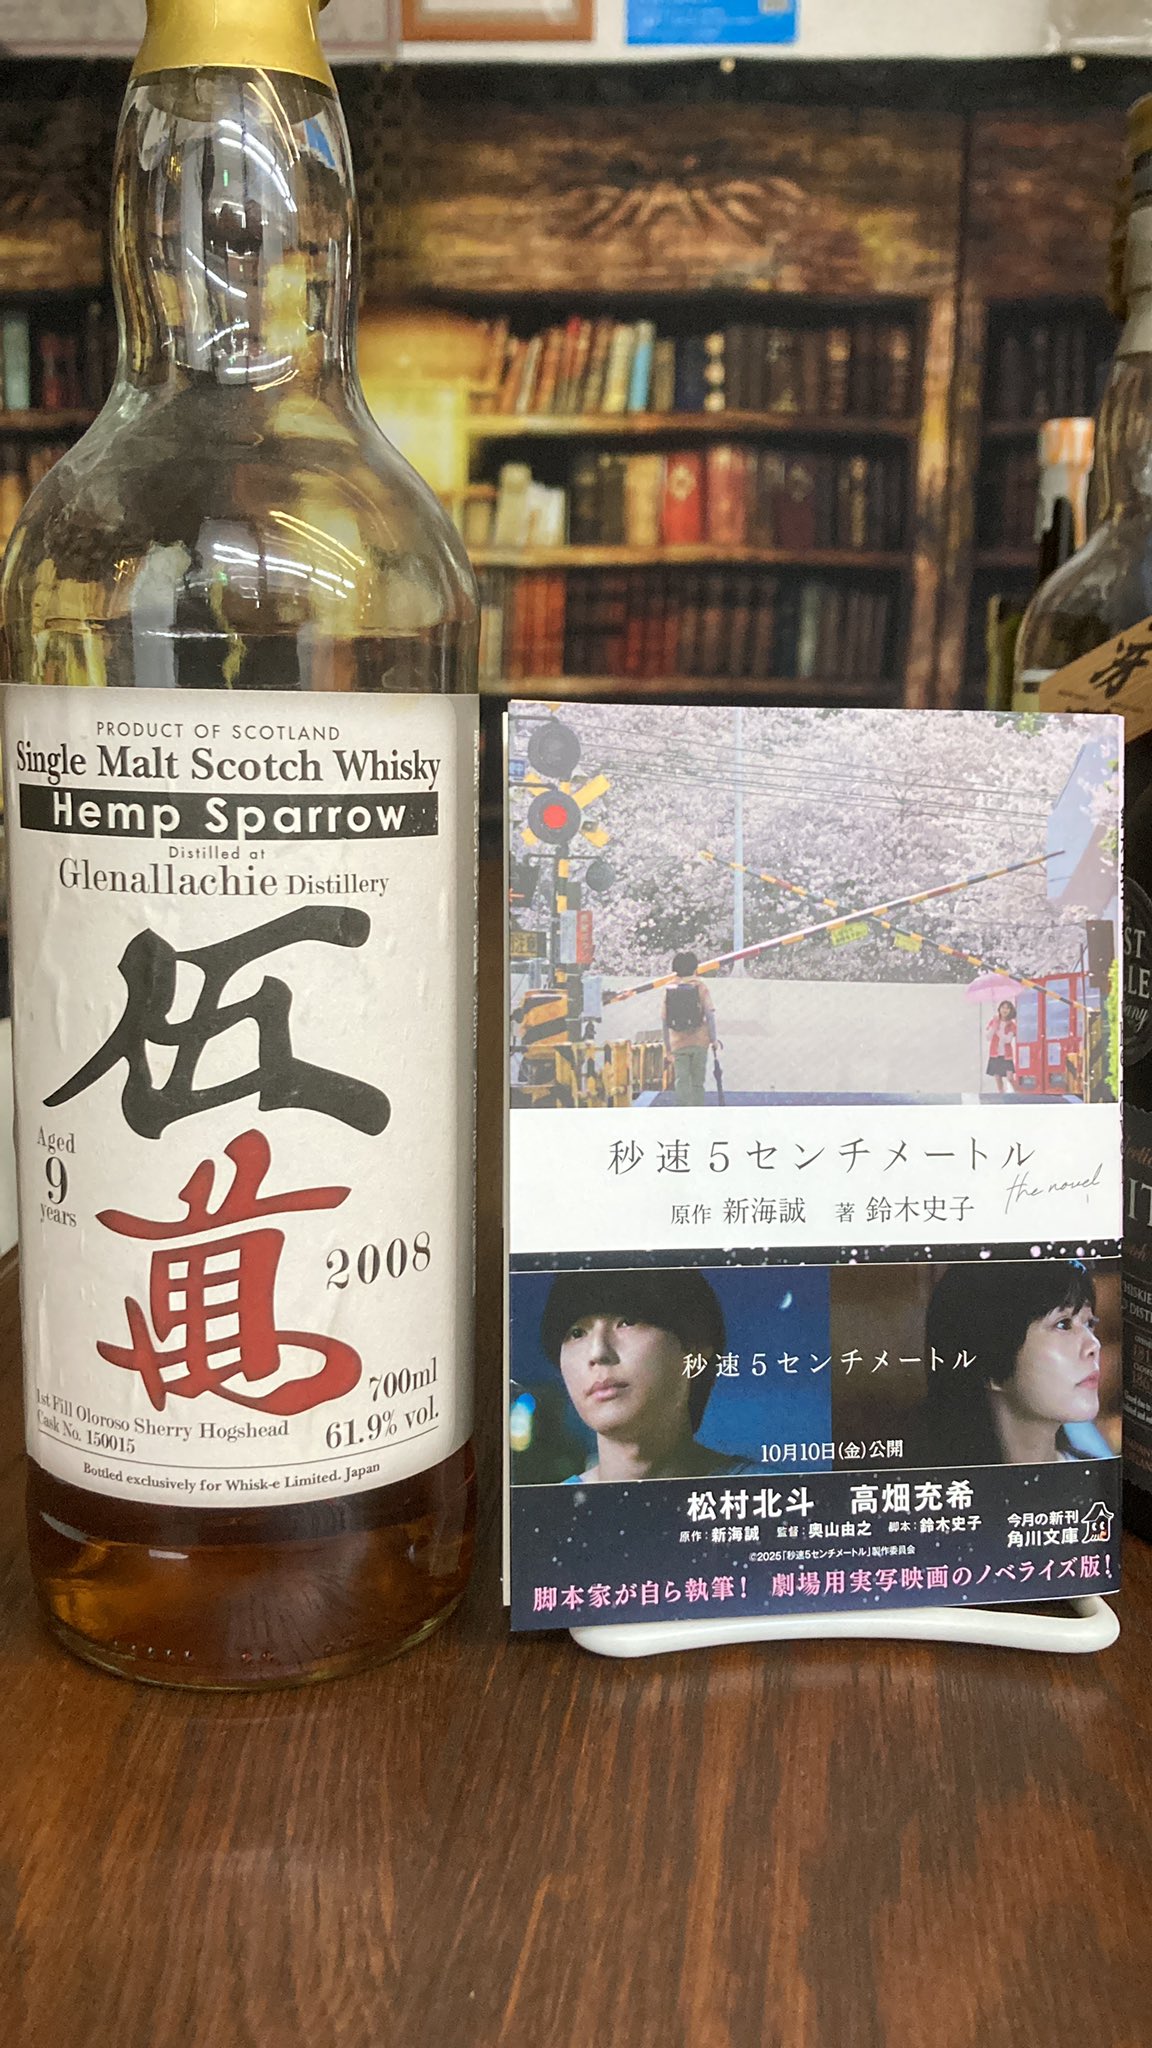 PRODUCT OF SCOTLAND
Single Malt Scotch Whisky
Hemp Sparrow
Distilled at
Glenallachie Distillery
伍
萬
Aged
9
years
2008
700ml
61.9% vol.
1st Fill Oloroso Sherry Hogshead
Cask No. 150015
Bottled exclusively for Whisk-e Limited. Japan
秒速5センチメートル
the novel
原作 新海誠 著 鈴木史子
秒速5センチメートル
10月10日(金)公開
松村北斗 高畑充希
原作:新海誠 監督:奥山由之 脚本:鈴木史子
©2025「秒速5センチメートル」製作委員会
今月の新刊
角川文庫
脚本家が自ら執筆! 劇場用実写映画のノベライズ版!
冴